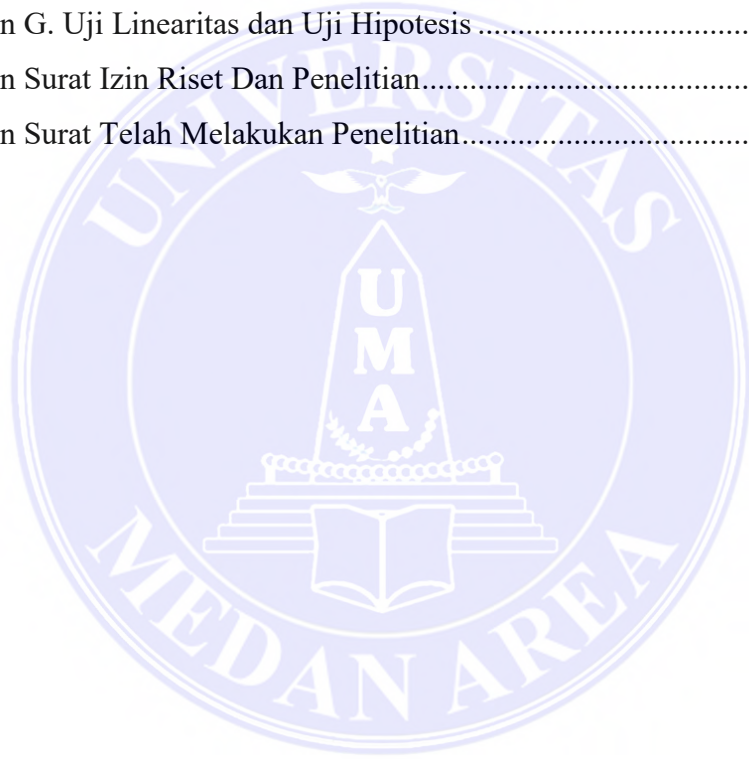 n G. Uji Linearitas dan Uji Hipotesis ..................................
n Surat Izin Riset Dan Penelitian.........................................
n Surat Telah Melakukan Penelitian....................................
UNIVERSITAS
U
M
A
MEDAN AREA